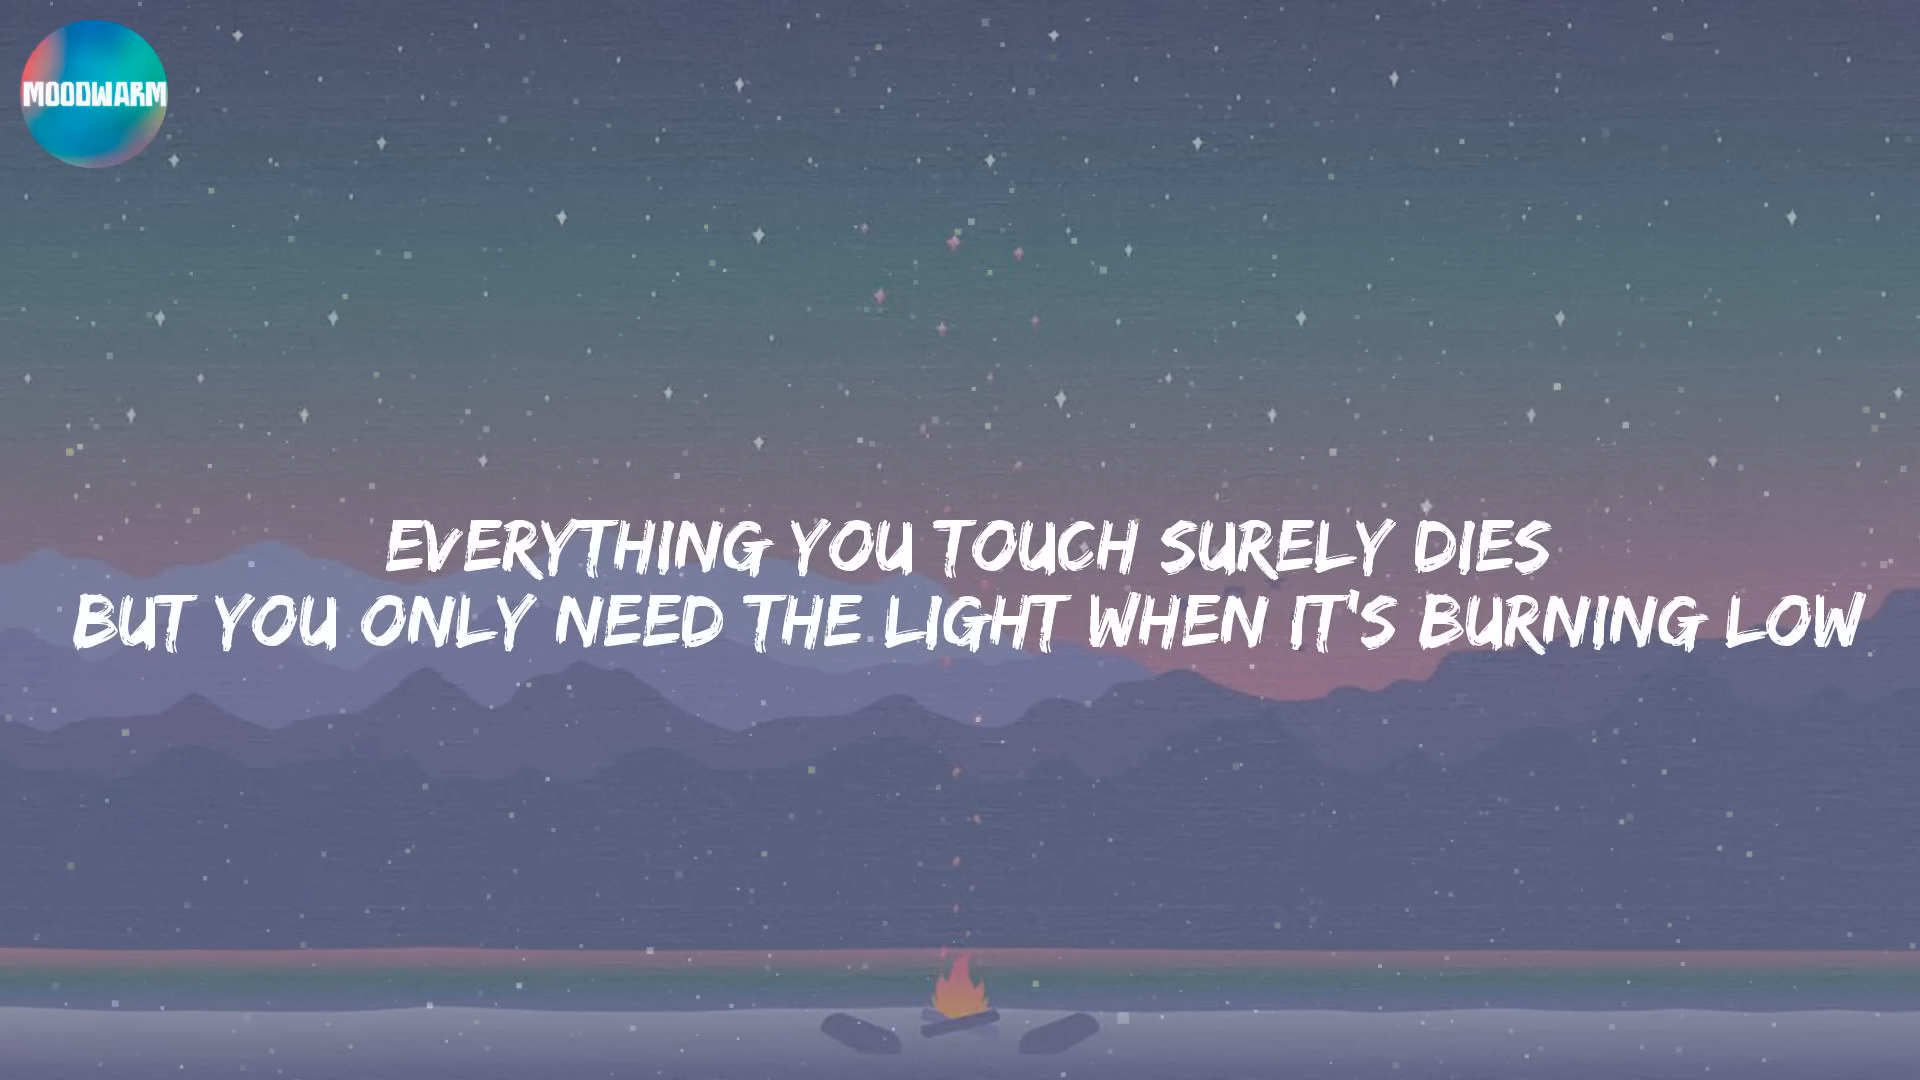 MOODWARM
EVERYTHING YOU TOUCH SURELY DIES
BUT YOU ONLY NEED THE LIGHT WHEN IT'S BURNING LOW